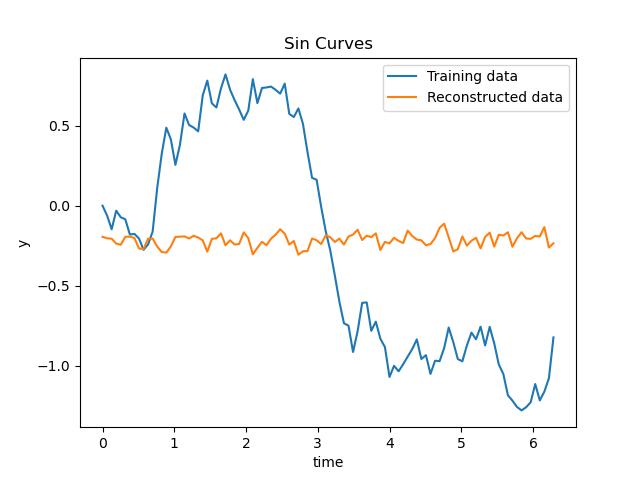 Sin Curves
Training data
Reconstructed data
y
0.5
0.0
−0.5
−1.0
0 1 2 3 4 5 6
time